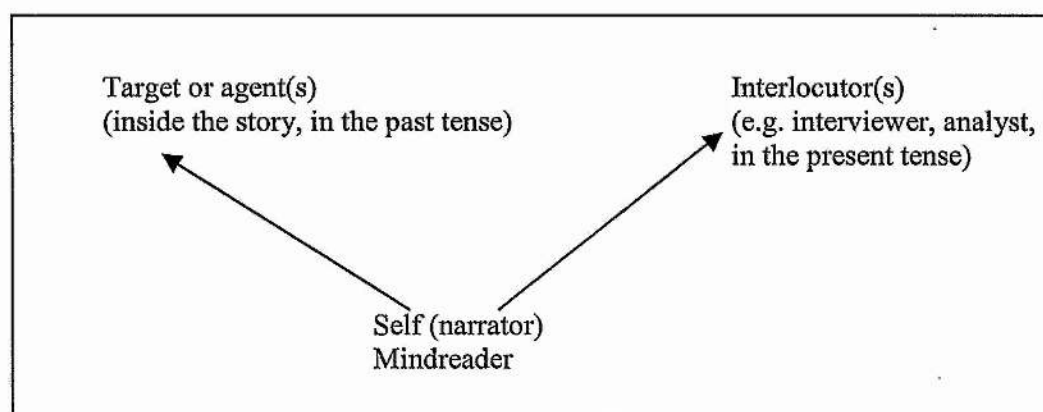 Target or agent(s)
(inside the story, in the past tense)
Interlocutor(s)
(e.g. interviewer, analyst,
in the present tense)
Self (narrator)
Mindreader